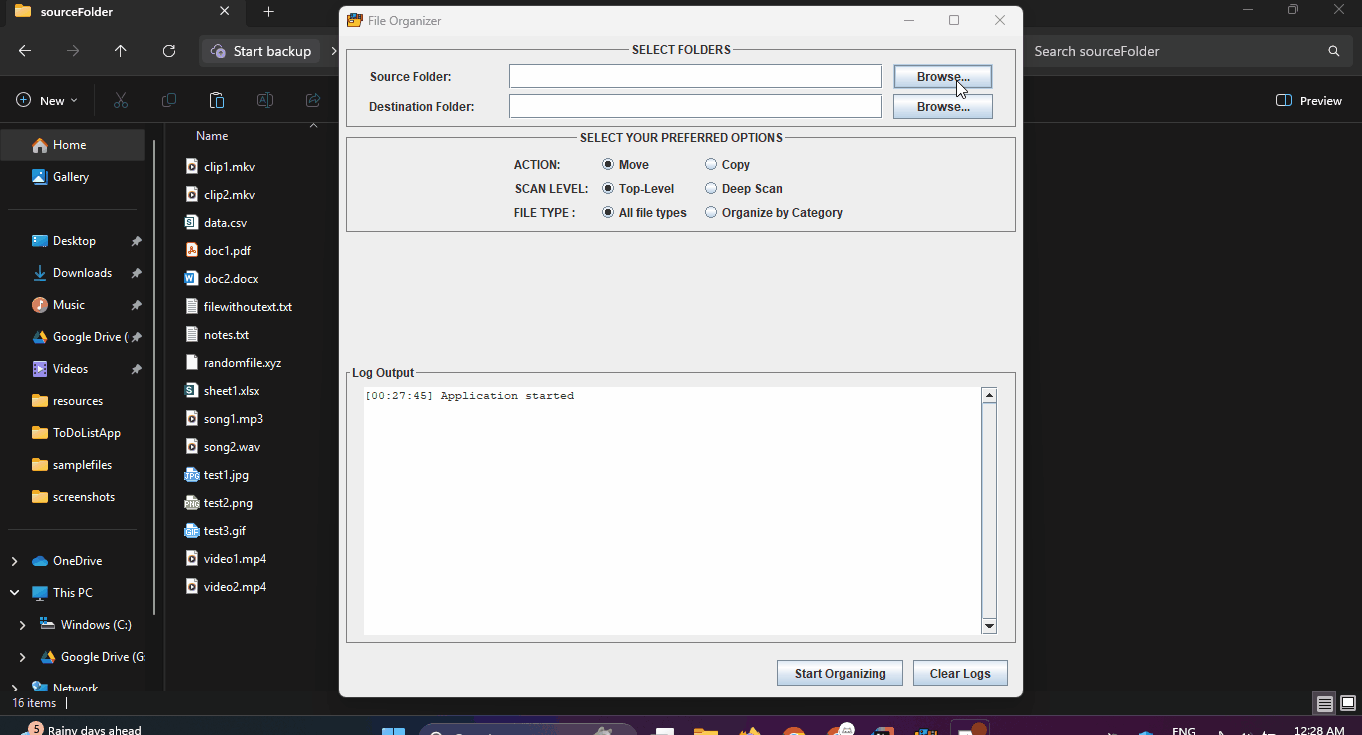 sourceFolder
Start backup
Search sourceFolder
New
Preview
Home
Gallery
Desktop
Downloads
Music
Google Drive (
Videos
resources
ToDoListApp
samplefiles
screenshots
OneDrive
This PC
Windows (C:)
Google Drive (G:
Network
16 items
Name
clip1.mkv
clip2.mkv
data.csv
doc1.pdf
doc2.docx
filewithoutext.txt
notes.txt
randomfile.xyz
sheet1.xlsx
song1.mp3
song2.wav
test1.jpg
test2.png
test3.gif
video1.mp4
video2.mp4
File Organizer
SELECT FOLDERS
Source Folder: Browse...
Destination Folder: Browse...
SELECT YOUR PREFERRED OPTIONS
ACTION: Move Copy
SCAN LEVEL: Top-Level Deep Scan
FILE TYPE : All file types Organize by Category
Log Output
[00:27:45] Application started
Start Organizing Clear Logs
5
Rainy days ahead
ENG
12:28 AM